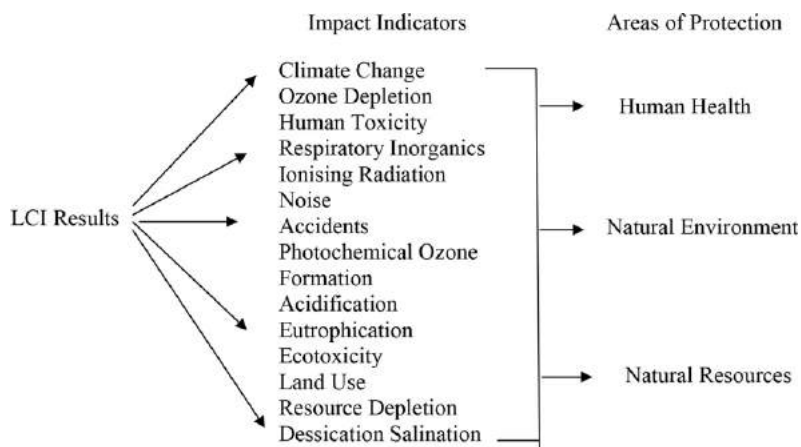 Impact Indicators
Areas of Protection
LCI Results
Climate Change
Ozone Depletion
Human Toxicity
Respiratory Inorganics
Ionising Radiation
Noise
Accidents
Photochemical Ozone
Formation
Acidification
Eutrophication
Ecotoxicity
Land Use
Resource Depletion
Dessication Salination
Human Health
Natural Environment
Natural Resources